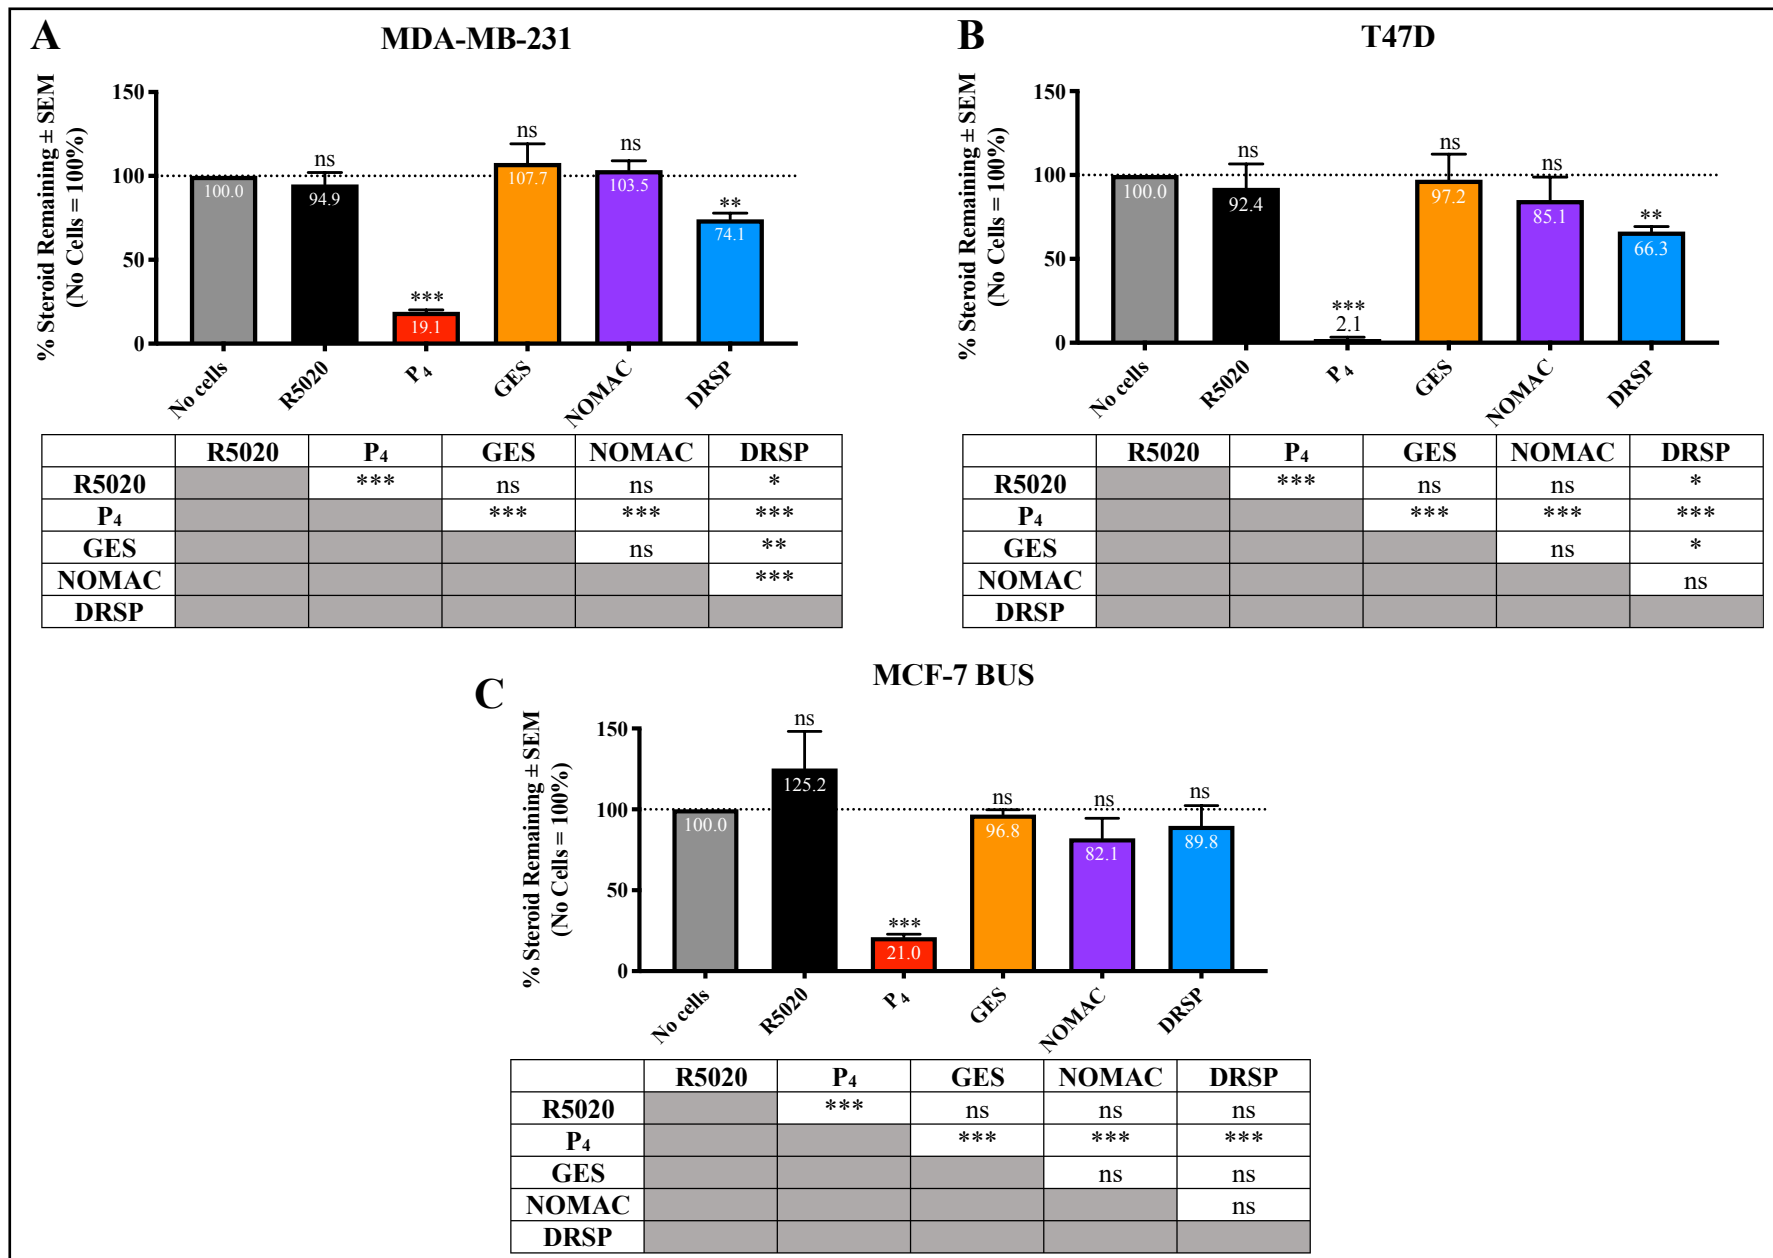 A
MDA-MB-231
% Steroid Remaining ± SEM
(No Cells = 100%)
150
100
50
0
100.0
ns
94.9
***
19.1
ns
107.7
ns
103.5
**
74.1
No cells
R5020
P4
GES
NOMAC
DRSP
R5020 P4 GES NOMAC DRSP
R5020 *** ns ns *
P4 *** *** ***
GES ns **
NOMAC ***
DRSP
B
T47D
% Steroid Remaining ± SEM
(No Cells = 100%)
150
100
50
0
100.0
ns
92.4
***
2.1
ns
97.2
ns
85.1
**
66.3
No cells
R5020
P4
GES
NOMAC
DRSP
R5020 P4 GES NOMAC DRSP
R5020 *** ns ns *
P4 *** *** ***
GES ns *
NOMAC ns
DRSP
C
MCF-7 BUS
% Steroid Remaining ± SEM
(No Cells = 100%)
150
100
50
0
100.0
ns
125.2
***
21.0
ns
96.8
ns
82.1
ns
89.8
No cells
R5020
P4
GES
NOMAC
DRSP
R5020 P4 GES NOMAC DRSP
R5020 *** ns ns ns
P4 *** *** ***
GES ns ns
NOMAC ns
DRSP